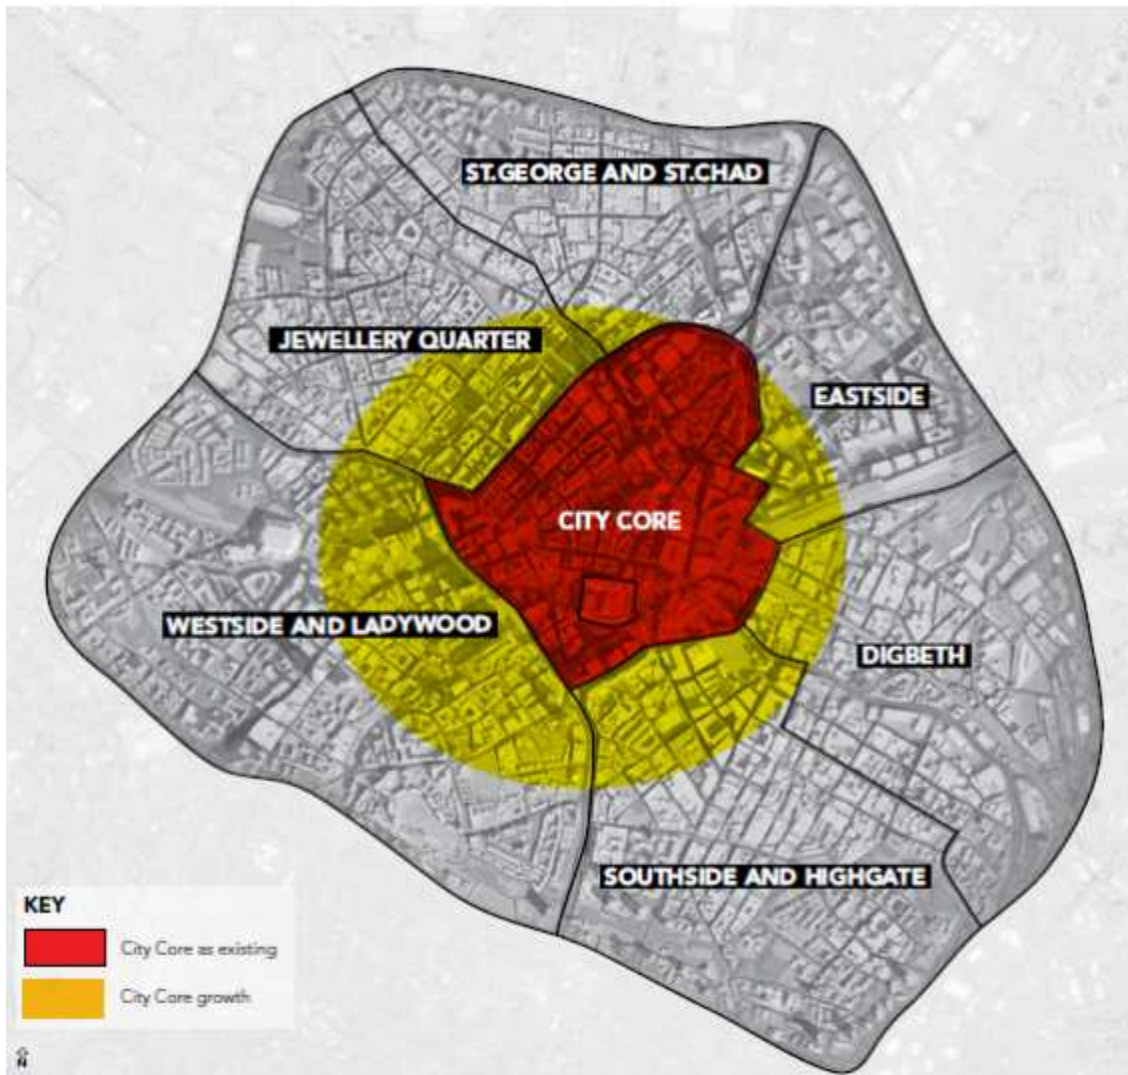 ST.GEORGE AND ST.CHAD
JEWELLERY QUARTER
EASTSIDE
CITY CORE
WESTSIDE AND LADYWOOD
DIGBETH
SOUTHSIDE AND HIGHGATE
KEY
City Core as existing
City Core growth
N